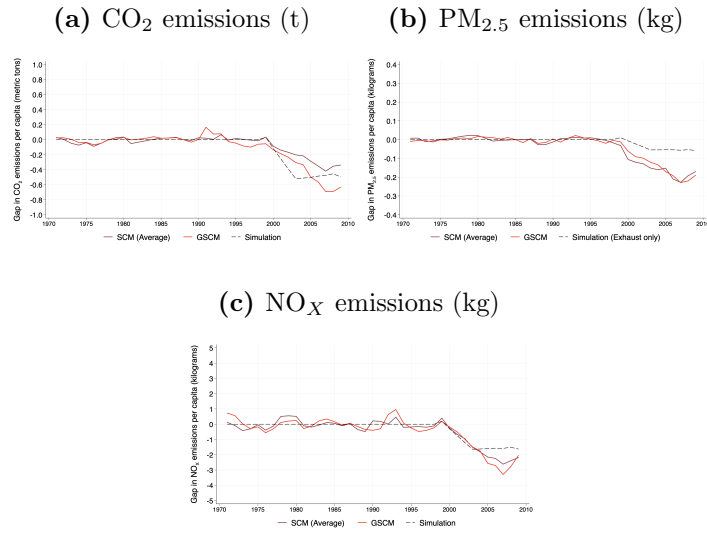 (a) CO₂ emissions (t)
Gap in CO₂ emissions per capita (metric tons)
1.0
0.8
0.6
0.4
0.2
0.0
-0.2
-0.4
-0.6
-0.8
-1.0
1970 1975 1980 1985 1990 1995 2000 2005 2010
SCM (Average) GSCM Simulation
(b) PM₂.₅ emissions (kg)
Gap in PM₂.₅ emissions per capita (kilograms)
0.4
0.3
0.2
0.1
0.0
-0.1
-0.2
-0.3
-0.4
1970 1975 1980 1985 1990 1995 2000 2005 2010
SCM (Average) GSCM Simulation (Exhaust only)
(c) NO_X emissions (kg)
Gap in NOₓ emissions per capita (kilograms)
5
4
3
2
1
0
-1
-2
-3
-4
-5
1970 1975 1980 1985 1990 1995 2000 2005 2010
SCM (Average) GSCM Simulation